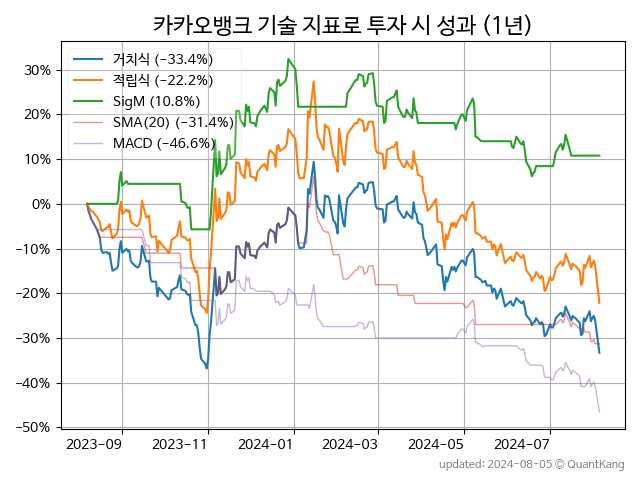 카카오뱅크 기술 지표로 투자 시 성과 (1년)
거치식 (−33.4%)
적립식 (−22.2%)
SigM (10.8%)
SMA(20) (−31.4%)
MACD (−46.6%)
30%
20%
10%
0%
−10%
−20%
−30%
−40%
−50%
2023-09 2023-11 2024-01 2024-03 2024-05 2024-07
updated: 2024-08-05 © QuantKang